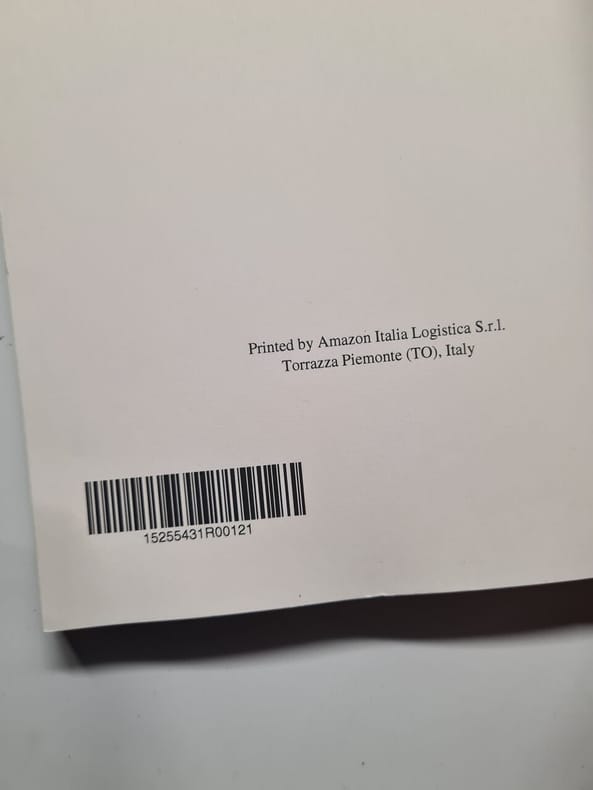 Printed by Amazon Italia Logistica S.r.l.
Torrazza Piemonte (TO), Italy
15255431R00121